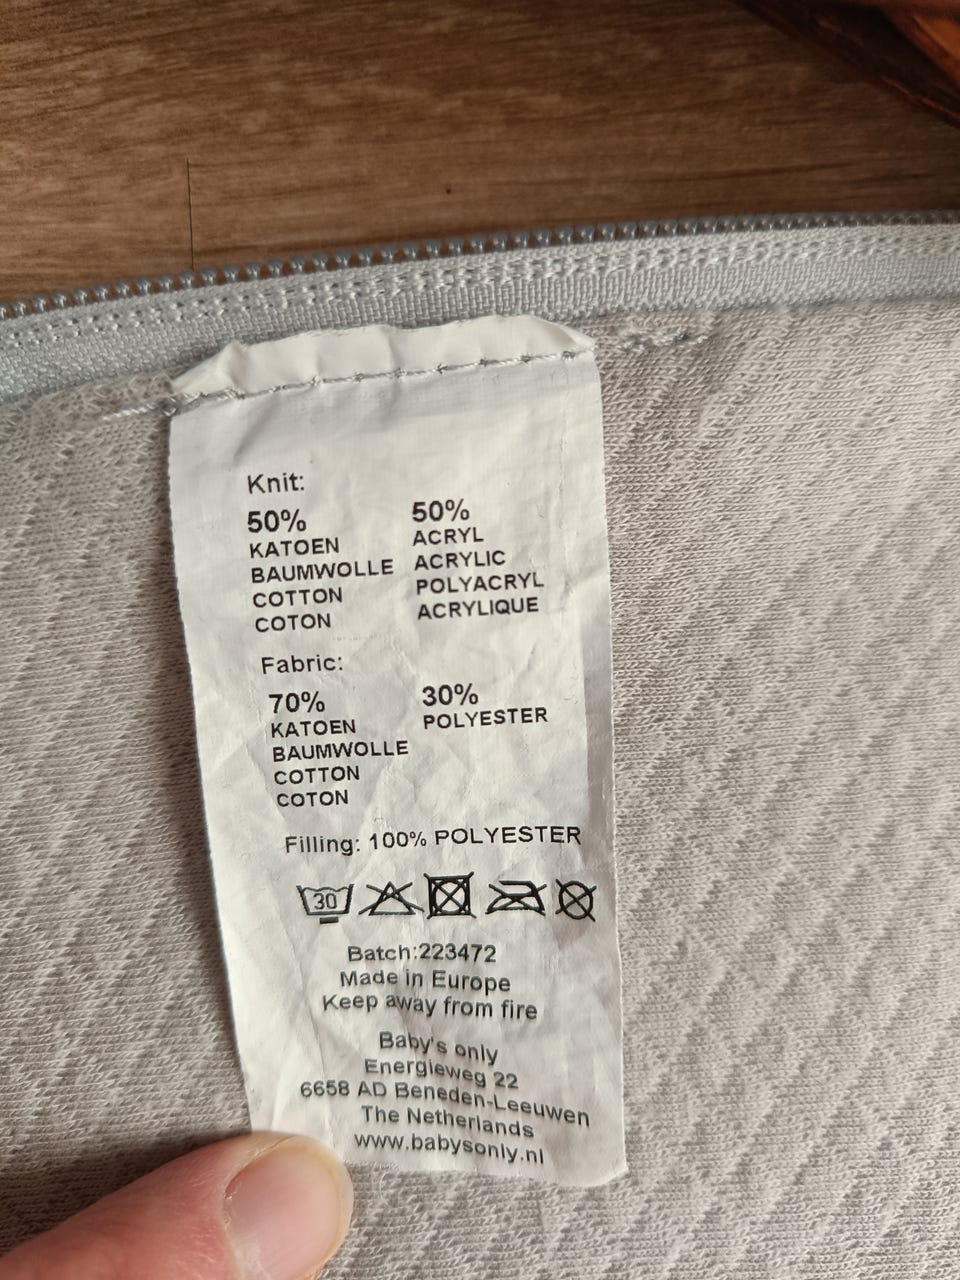 Knit:
50% 50%
KATOEN ACRYL
BAUMWOLLE ACRYLIC
COTTON POLYACRYL
COTON ACRYLIQUE
Fabric:
70% 30%
KATOEN POLYESTER
BAUMWOLLE
COTTON
COTON
Filling: 100% POLYESTER
30
Batch:223472
Made in Europe
Keep away from fire
Baby's only
Energieweg 22
6658 AD Beneden-Leeuwen
The Netherlands
www.babysonly.nl